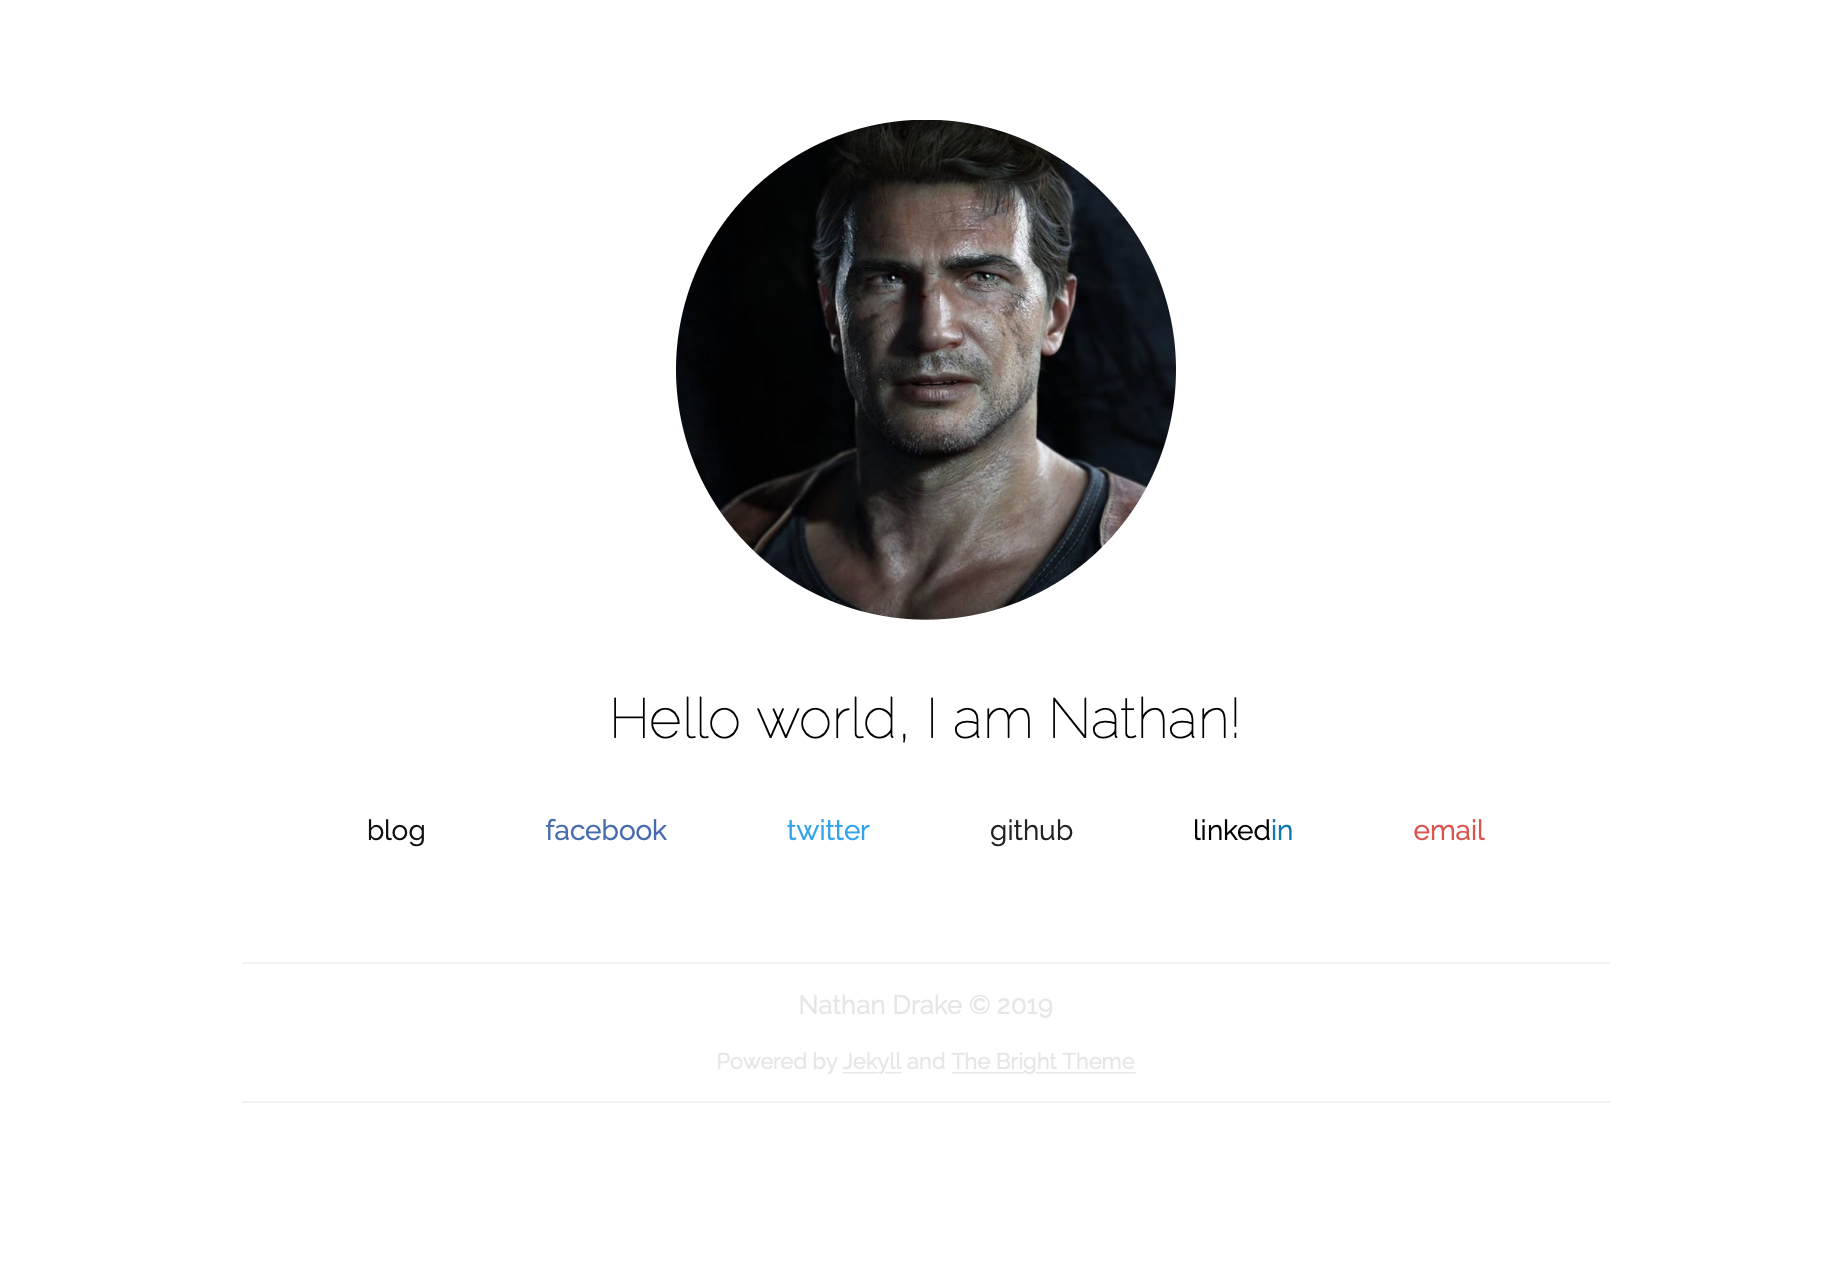 Hello world, I am Nathan!
blog facebook twitter github linkedin email
Nathan Drake © 2019
Powered by Jekyll and The Bright Theme